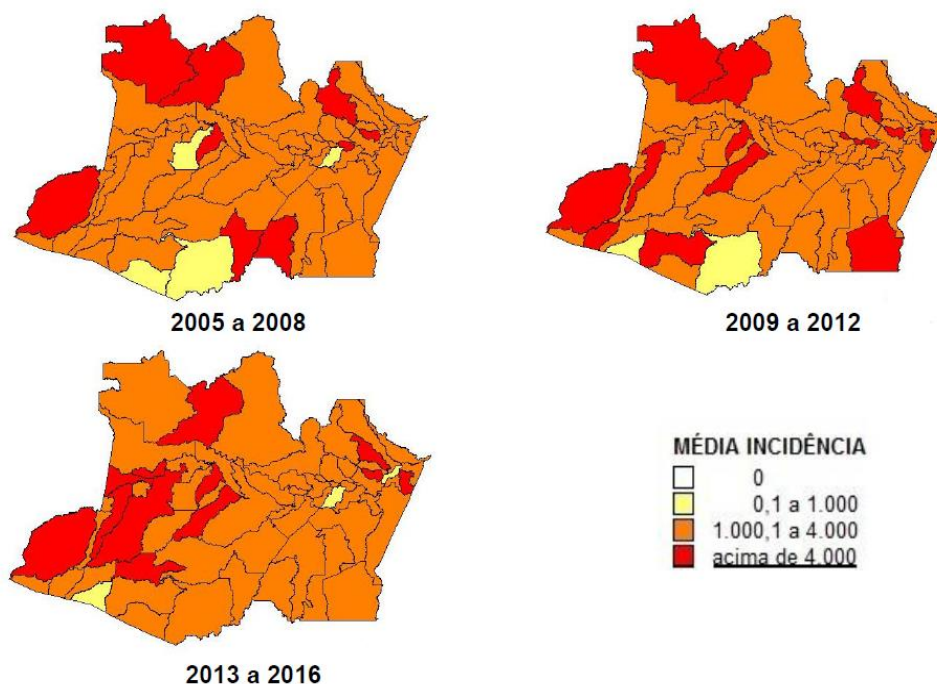 2005 a 2008
2009 a 2012
2013 a 2016
MÉDIA INCIDÊNCIA
0
0,1 a 1.000
1.000,1 a 4.000
acima de 4.000